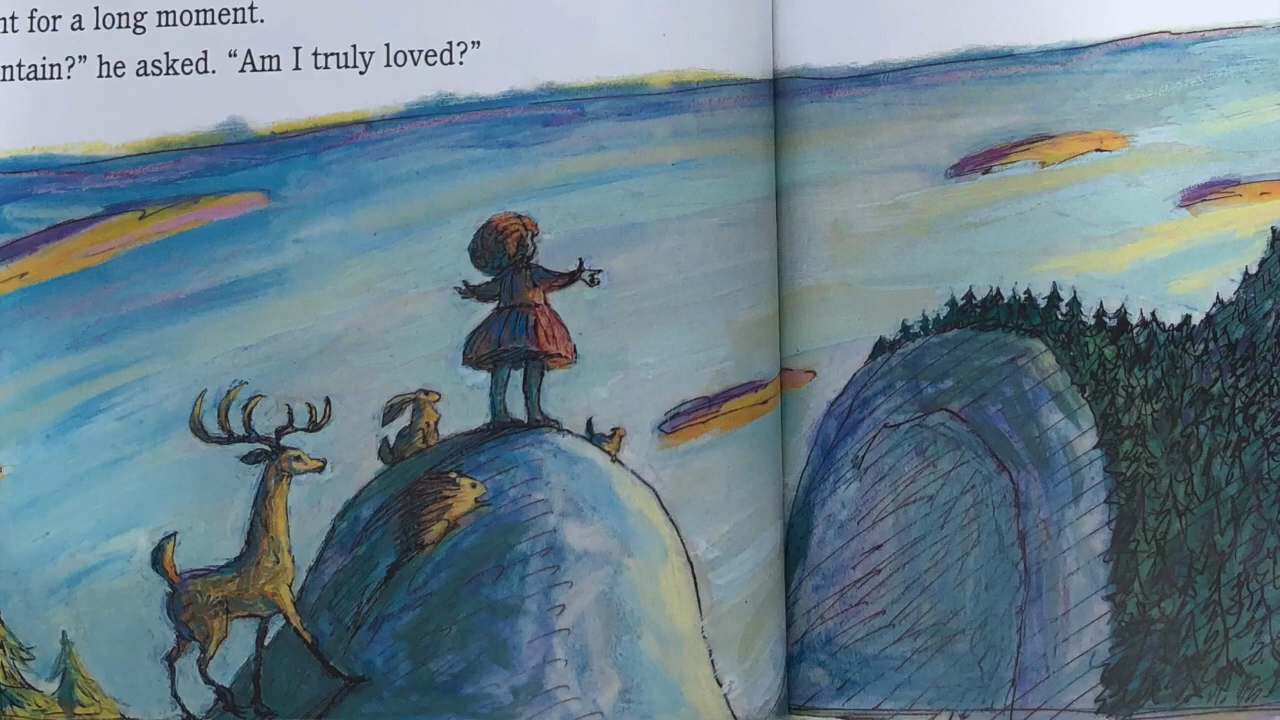 nt for a long moment.
ntain?” he asked. “Am I truly loved?”